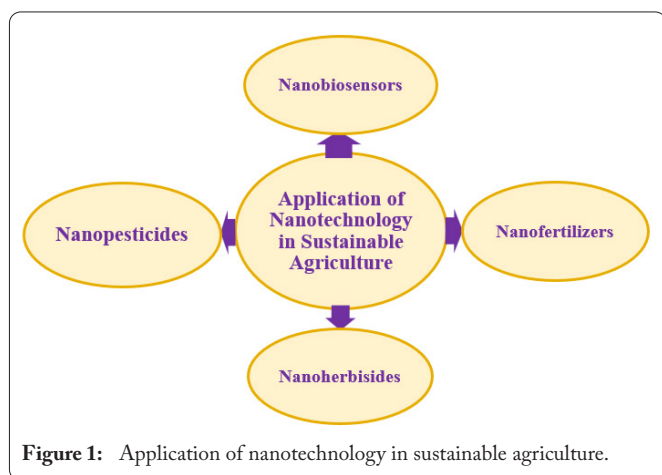 Nanobiosensors
Application of
Nanotechnology
in Sustainable
Agriculture
Nanopesticides
Nanofertilizers
Nanoherbisides
Figure 1: Application of nanotechnology in sustainable agriculture.